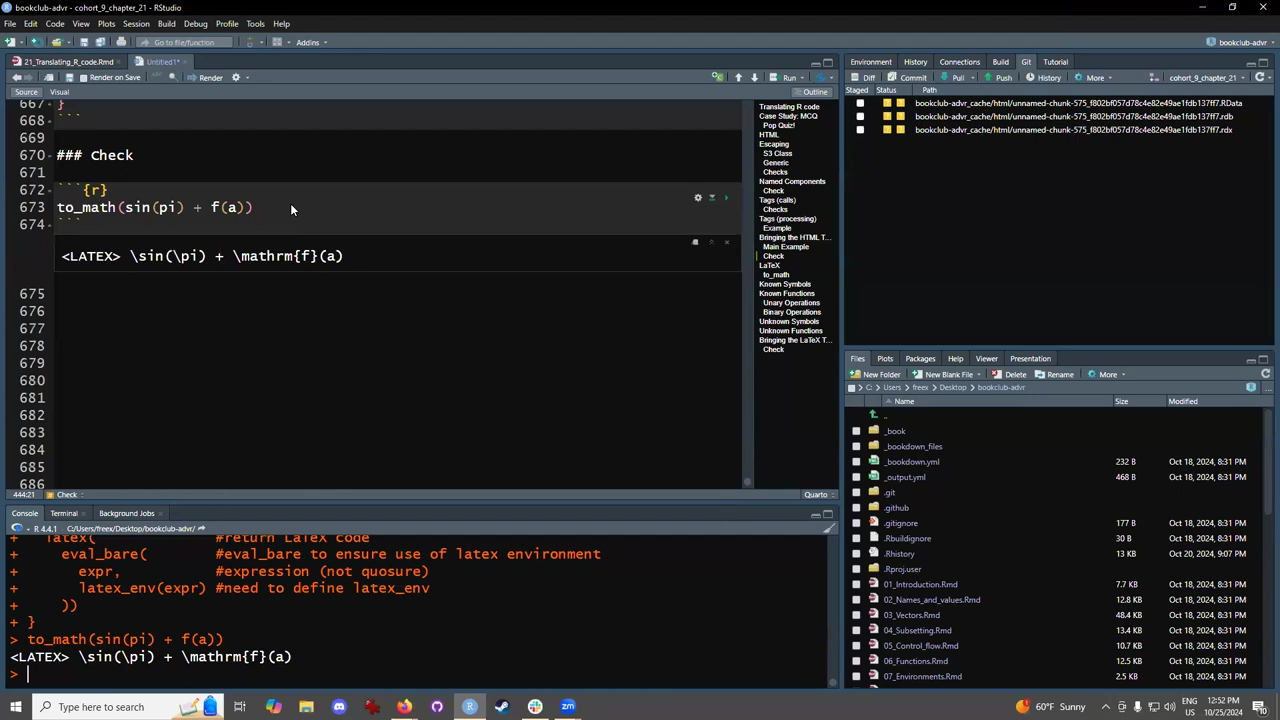 bookclub-advr - cohort_9_chapter_21 - RStudio
File Edit Code View Plots Session Build Debug Profile Tools Help
Go to file/function Addins bookclub-advr
21_Translating_R_code.Rmd Untitled1*
Render on Save Render Run
Source Visual Outline
667 }
668 ```
669
670 ### Check
671
672 ```{r}
673 to_math(sin(pi) + f(a))
674 ```
<LATEX> \sin(\pi) + \mathrm{f}(a)
675
676
677
678
679
680
681
682
683
684
685
686
Translating R code
Case Study: MCQ
Pop Quiz!
HTML
Escaping
S3 Class
Generic
Checks
Named Components
Check
Tags (calls)
Checks
Tags (processing)
Example
Bringing the HTML T...
Main Example
Check
LaTeX
to_math
Known Symbols
Known Functions
Unary Operations
Binary Operations
Unknown Symbols
Unknown Functions
Bringing the LaTeX T...
Check
444:21 Check Quarto
Console Terminal Background Jobs
R 4.4.1 C:/Users/freex/Desktop/bookclub-advr/
+ latex( #return LaTeX code
+ eval_bare( #eval_bare to ensure use of latex environment
+ expr, #expression (not quosure)
+ latex_env(expr) #need to define latex_env
+ ))
+ }
> to_math(sin(pi) + f(a))
<LATEX> \sin(\pi) + \mathrm{f}(a)
>
Environment History Connections Build Git Tutorial
Diff Commit Pull Push History More cohort_9_chapter_21
Staged Status Path
bookclub-advr_cache/html/unnamed-chunk-575_f802bf057d78c4e82e49ae1fdb137ff7.RData
bookclub-advr_cache/html/unnamed-chunk-575_f802bf057d78c4e82e49ae1fdb137ff7.rdb
bookclub-advr_cache/html/unnamed-chunk-575_f802bf057d78c4e82e49ae1fdb137ff7.rdx
Files Plots Packages Help Viewer Presentation
New Folder New Blank File Delete Rename More
C: Users freex Desktop bookclub-advr
Name Size Modified
..
_book
_bookdown_files
_bookdown.yml 232 B Oct 18, 2024, 8:31 PM
_output.yml 468 B Oct 18, 2024, 8:31 PM
.git
.github
.gitignore 177 B Oct 18, 2024, 8:31 PM
.Rbuildignore 30 B Oct 18, 2024, 8:31 PM
.Rhistory 13 KB Oct 20, 2024, 9:07 PM
.Rproj.user
01_Introduction.Rmd 7.7 KB Oct 18, 2024, 8:31 PM
02_Names_and_values.Rmd 12.8 KB Oct 18, 2024, 8:31 PM
03_Vectors.Rmd 48.4 KB Oct 18, 2024, 8:31 PM
04_Subsetting.Rmd 13.4 KB Oct 18, 2024, 8:31 PM
05_Control_flow.Rmd 10.7 KB Oct 18, 2024, 8:31 PM
06_Functions.Rmd 12.5 KB Oct 18, 2024, 8:31 PM
07_Environments.Rmd 2.5 KB Oct 18, 2024, 8:31 PM
Type here to search
zm
60°F Sunny
ENG
US
12:52 PM
10/25/2024